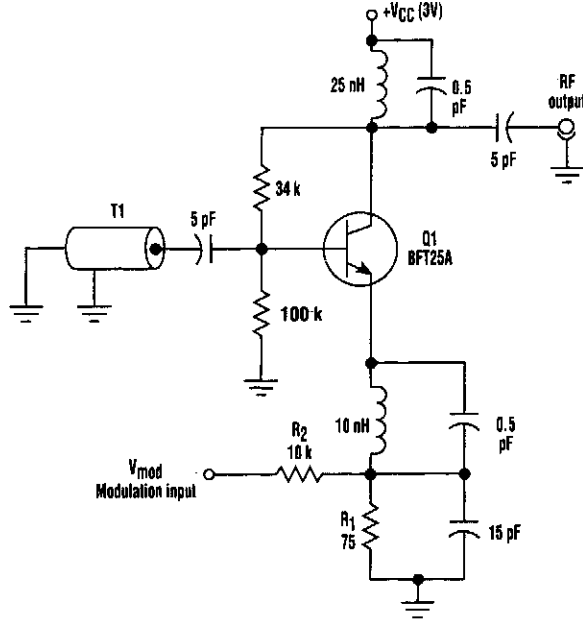 +VCC (3V)
25 nH
0.5
pF
RF
output
5 pF
34 k
T1
5 pF
Q1
BFT25A
100 k
10 nH
0.5
pF
R2
10 k
Vmod
Modulation input
R1
75
15 pF